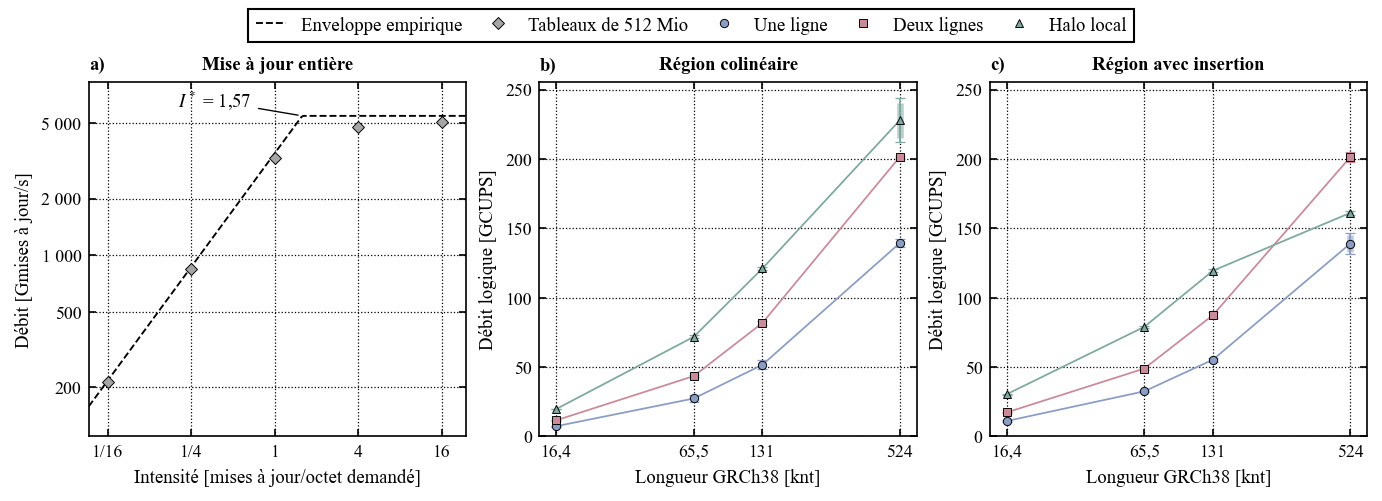 Enveloppe empirique Tableaux de 512 Mio Une ligne Deux lignes Halo local
a) Mise à jour entière
I* = 1,57
5 000
2 000
1 000
500
200
1/16 1/4 1 4 16
Intensité [mises à jour/octet demandé]
Débit [Gmises à jour/s]
b) Région colinéaire
250
200
150
100
50
0
16,4 65,5 131 524
Longueur GRCh38 [knt]
Débit logique [GCUPS]
c) Région avec insertion
250
200
150
100
50
0
16,4 65,5 131 524
Longueur GRCh38 [knt]
Débit logique [GCUPS]